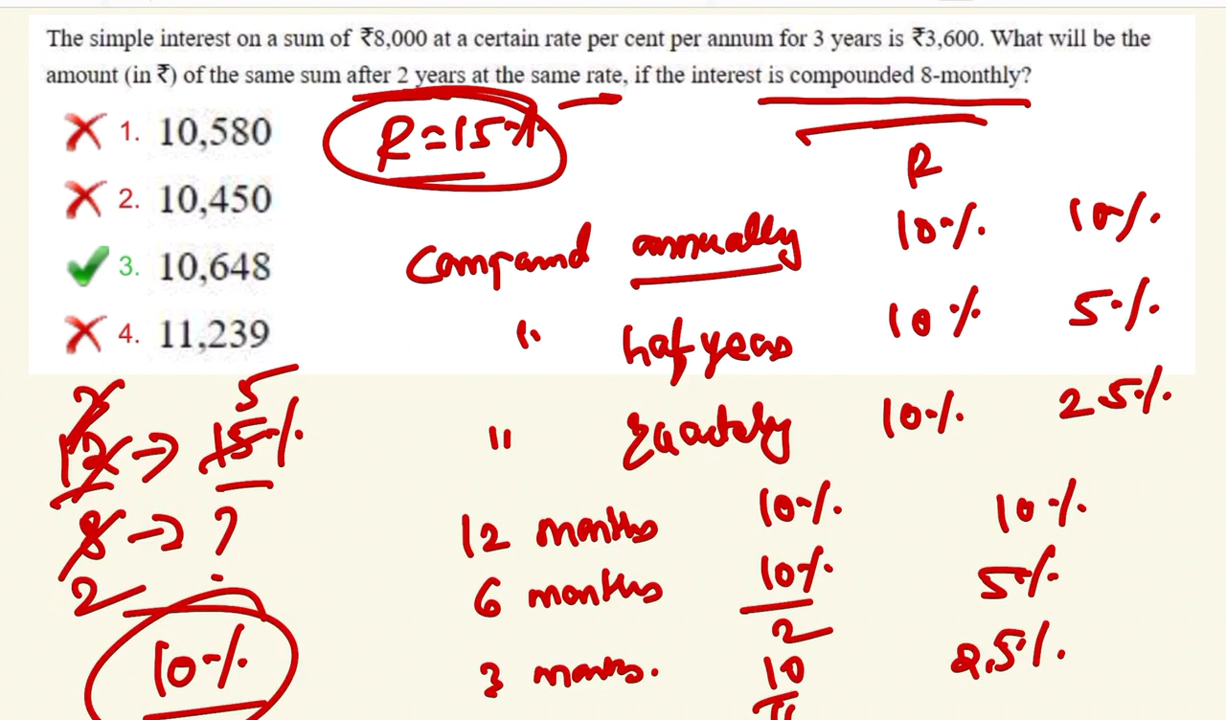 The simple interest on a sum of ₹8,000 at a certain rate per cent per annum for 3 years is ₹3,600. What will be the
amount (in ₹) of the same sum after 2 years at the same rate, if the interest is compounded 8-monthly?
1. 10,580
2. 10,450
3. 10,648
4. 11,239
R=15%
R
Compound annually 10% 10%
" half years 10% 5%
" Quartely 10% 25%
12 → 15% 5
8 → ?
2
10%
12 months 10% 10%
6 months 10%/2 5%
3 months. 10 2.5%